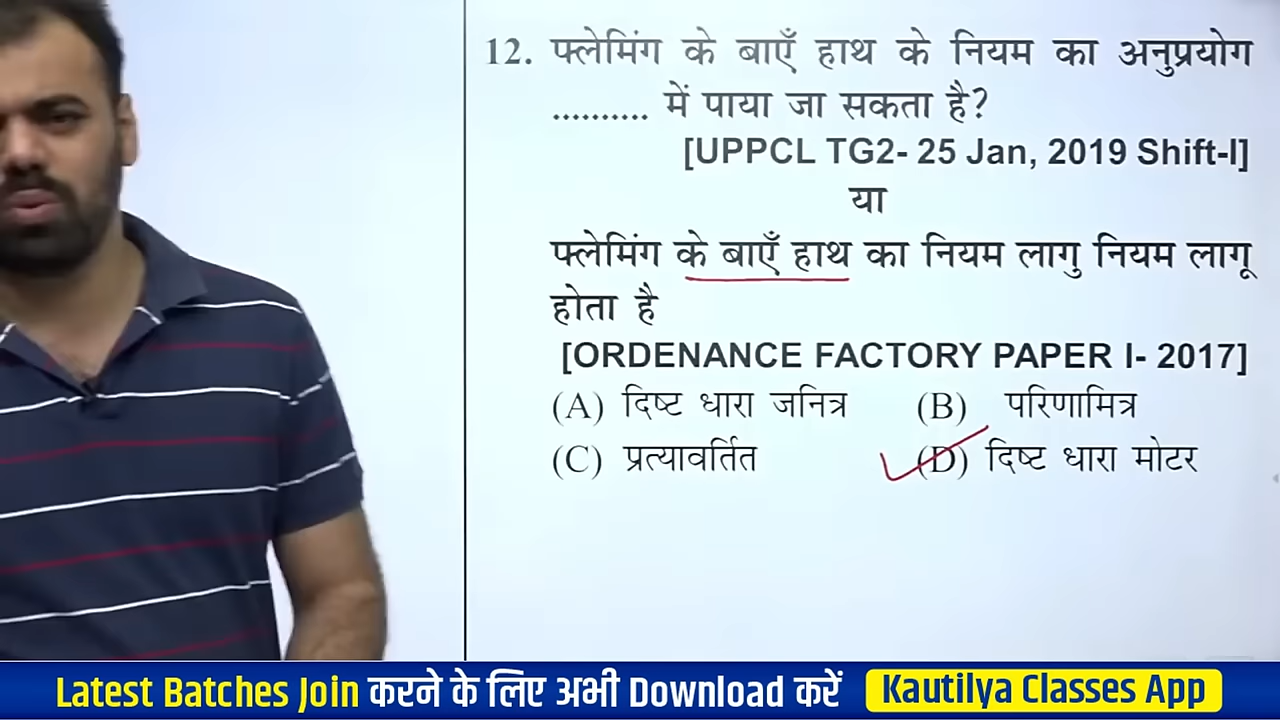 12. फ्लेमिंग के बाएँ हाथ के नियम का अनुप्रयोग
.......... में पाया जा सकता है?
[UPPCL TG2- 25 Jan, 2019 Shift-I]
या
फ्लेमिंग के बाएँ हाथ का नियम लागु नियम लागू
होता है
[ORDENANCE FACTORY PAPER I- 2017]
(A) दिष्ट धारा जनित्र (B) परिणामित्र
(C) प्रत्यावर्तित (D) दिष्ट धारा मोटर
Latest Batches Join करने के लिए अभी Download करें Kautilya Classes App